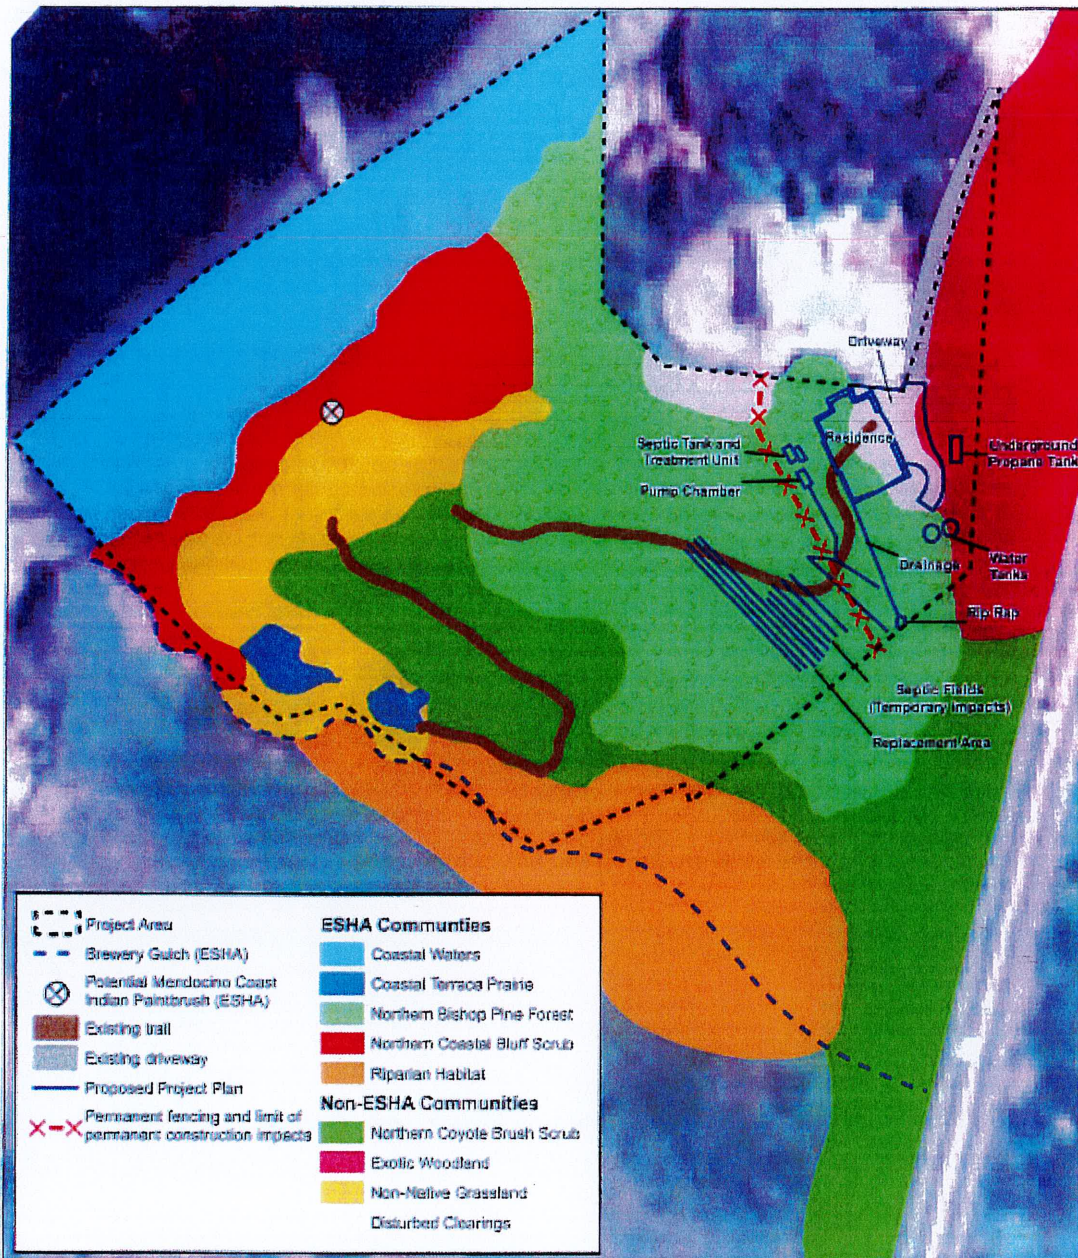 Driveway
Residence
Septic Tank and
Treatment Unit
Pump Chamber
Underground
Propane Tank
Drainage
Water
Tanks
Rip Rap
Septic Fields
(Temporary Impacts)
Replacement Area
Project Area
Brewery Gulch (ESHA)
Potential Mendocino Coast
Indian Paintbrush (ESHA)
Existing trail
Existing driveway
Proposed Project Plan
Permanent fencing and limit of
permanent construction impacts
ESHA Communties
Coastal Waters
Coastal Terrace Prairie
Northern Bishop Pine Forest
Northern Coastal Bluff Scrub
Riparian Habitat
Non-ESHA Communities
Northern Coyote Brush Scrub
Exotic Woodland
Non-Native Grassland
Disturbed Clearings